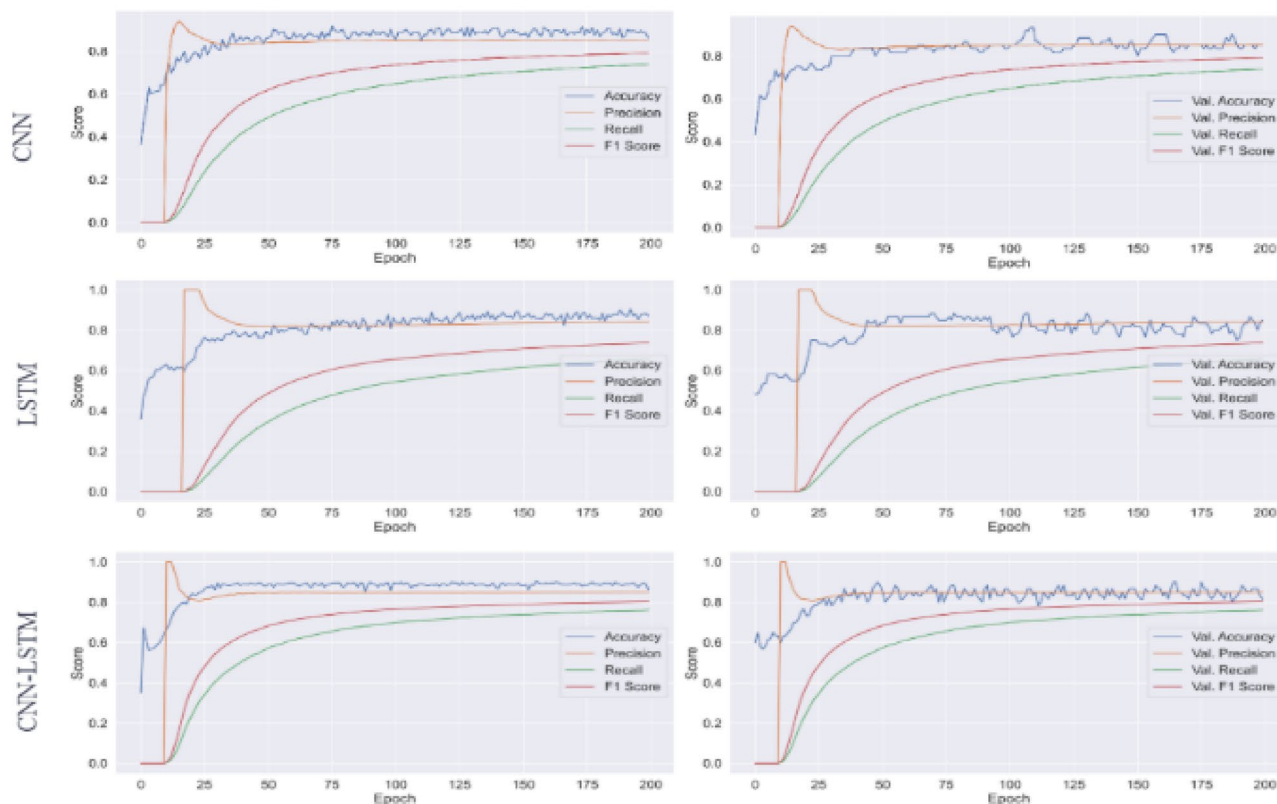 CNN
Score
0.8
0.6
0.4
0.2
0.0
Accuracy
Precision
Recall
F1 Score
0 25 50 75 100 125 150 175 200
Epoch
Score
0.8
0.6
0.4
0.2
0.0
Val. Accuracy
Val. Precision
Val. Recall
Val. F1 Score
0 25 50 75 100 125 150 175 200
Epoch
LSTM
Score
1.0
0.8
0.6
0.4
0.2
0.0
Accuracy
Precision
Recall
F1 Score
0 25 50 75 100 125 150 175 200
Epoch
Score
1.0
0.8
0.6
0.4
0.2
0.0
Val. Accuracy
Val. Precision
Val. Recall
Val. F1 Score
0 25 50 75 100 125 150 175 200
Epoch
CNN-LSTM
Score
1.0
0.8
0.6
0.4
0.2
0.0
Accuracy
Precision
Recall
F1 Score
0 25 50 75 100 125 150 175 200
Epoch
Score
1.0
0.8
0.6
0.4
0.2
0.0
Val. Accuracy
Val. Precision
Val. Recall
Val. F1 Score
0 25 50 75 100 125 150 175 200
Epoch